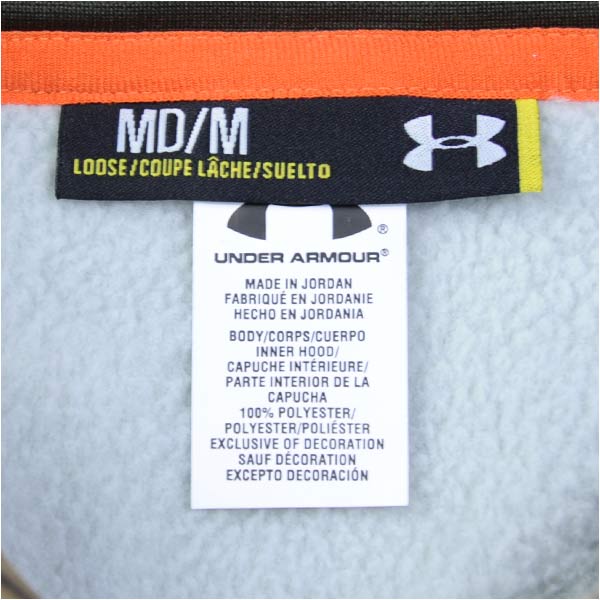 MD/M
LOOSE/COUPE LÂCHE/SUELTO
®
UNDER ARMOUR®
MADE IN JORDAN
FABRIQUÉ EN JORDANIE
HECHO EN JORDANIA
BODY/CORPS/CUERPO
INNER HOOD/
CAPUCHE INTÉRIEURE/
PARTE INTERIOR DE LA
CAPUCHA
100% POLYESTER/
POLYESTER/POLIÉSTER
EXCLUSIVE OF DECORATION
SAUF DÉCORATION
EXCEPTO DECORACIÓN